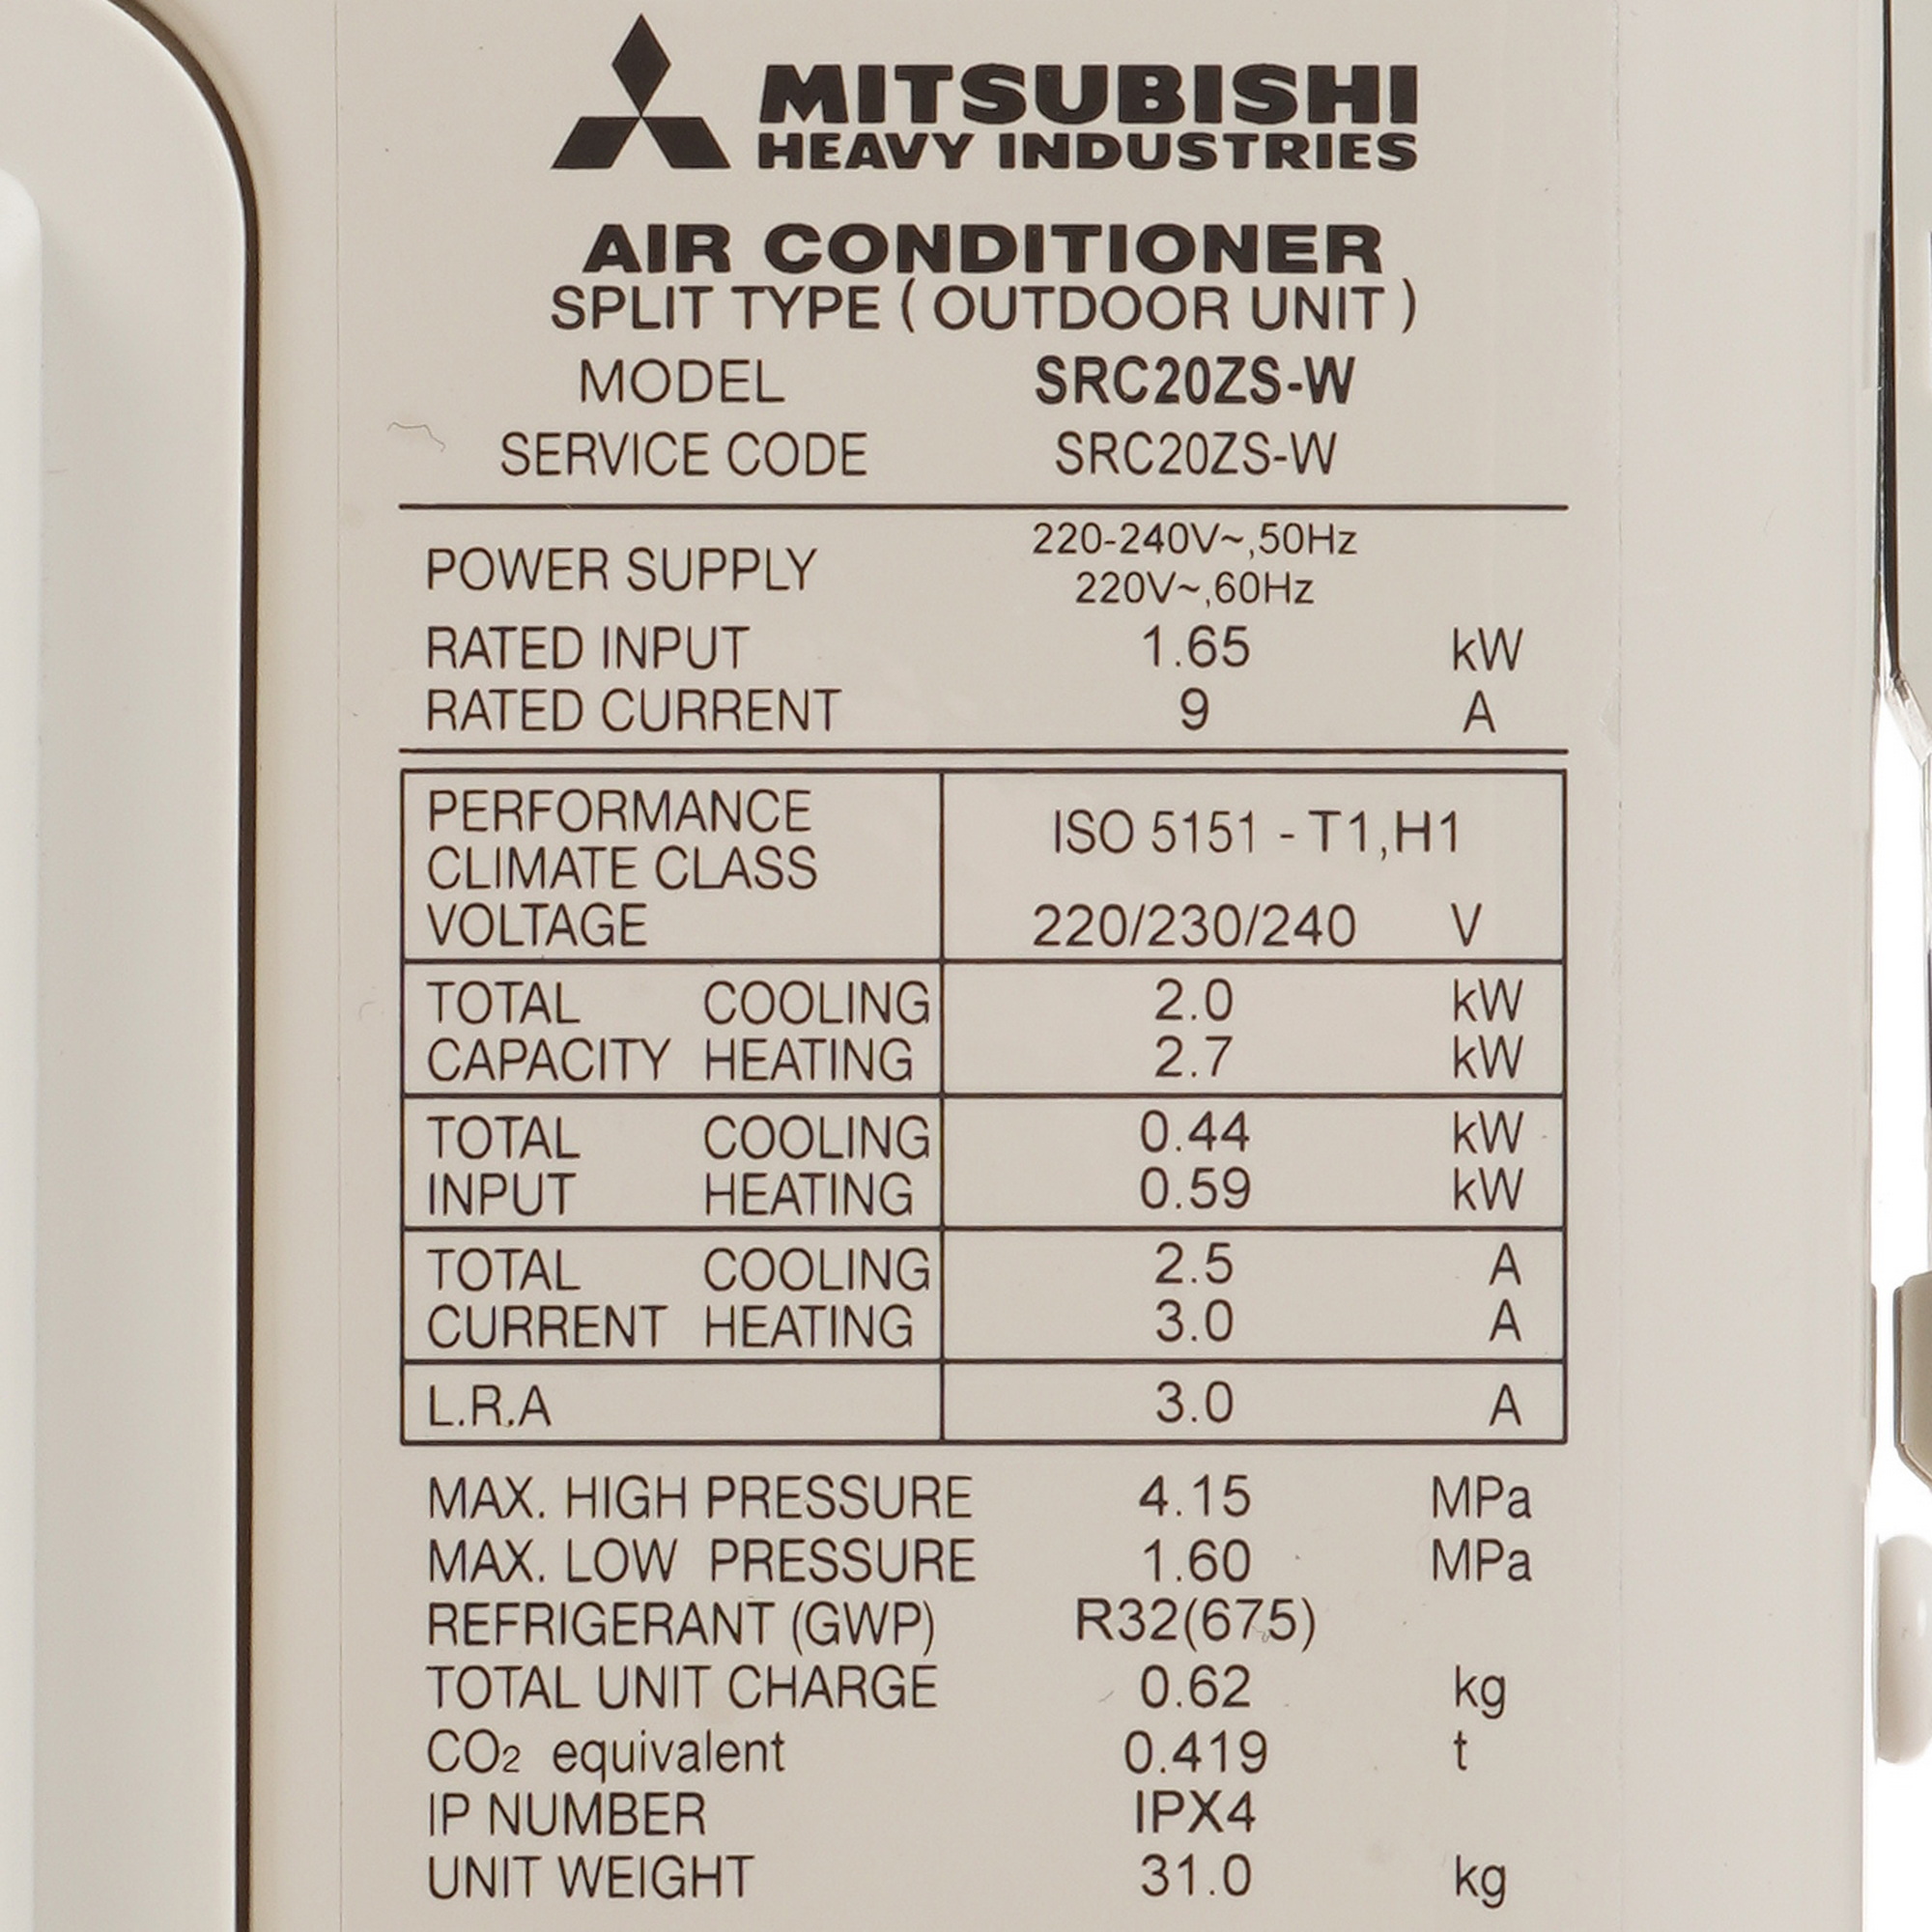 MITSUBISHI
HEAVY INDUSTRIES
AIR CONDITIONER
SPLIT TYPE ( OUTDOOR UNIT )
MODEL SRC20ZS-W
SERVICE CODE SRC20ZS-W
POWER SUPPLY 220-240V~,50Hz
220V~,60Hz
RATED INPUT 1.65 kW
RATED CURRENT 9 A
PERFORMANCE
CLIMATE CLASS ISO 5151 - T1,H1
VOLTAGE 220/230/240 V
TOTAL COOLING 2.0 kW
CAPACITY HEATING 2.7 kW
TOTAL COOLING 0.44 kW
INPUT HEATING 0.59 kW
TOTAL COOLING 2.5 A
CURRENT HEATING 3.0 A
L.R.A 3.0 A
MAX. HIGH PRESSURE 4.15 MPa
MAX. LOW PRESSURE 1.60 MPa
REFRIGERANT (GWP) R32(675)
TOTAL UNIT CHARGE 0.62 kg
CO2 equivalent 0.419 t
IP NUMBER IPX4
UNIT WEIGHT 31.0 kg